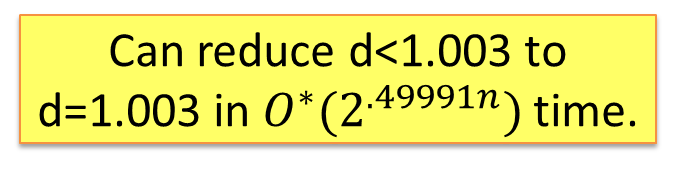 Can reduce d<1.003 to
d=1.003 in O*(2^.49991n) time.